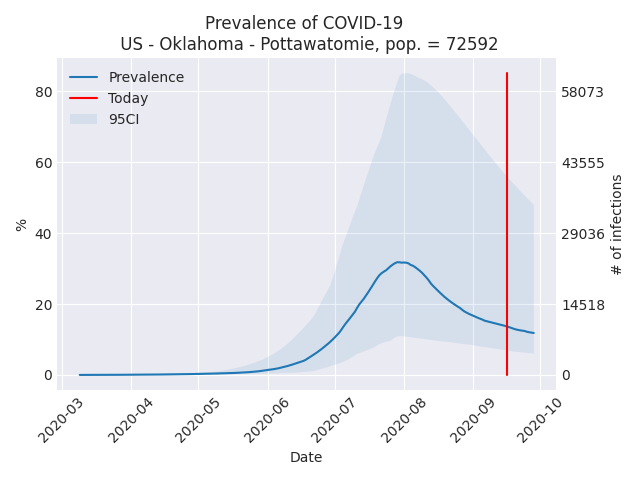 Prevalence of COVID-19
US - Oklahoma - Pottawatomie, pop. = 72592
Prevalence
Today
95CI
80
60
40
20
0
%
58073
43555
29036
14518
0
# of infections
2020-03
2020-04
2020-05
2020-06
2020-07
2020-08
2020-09
2020-10
Date